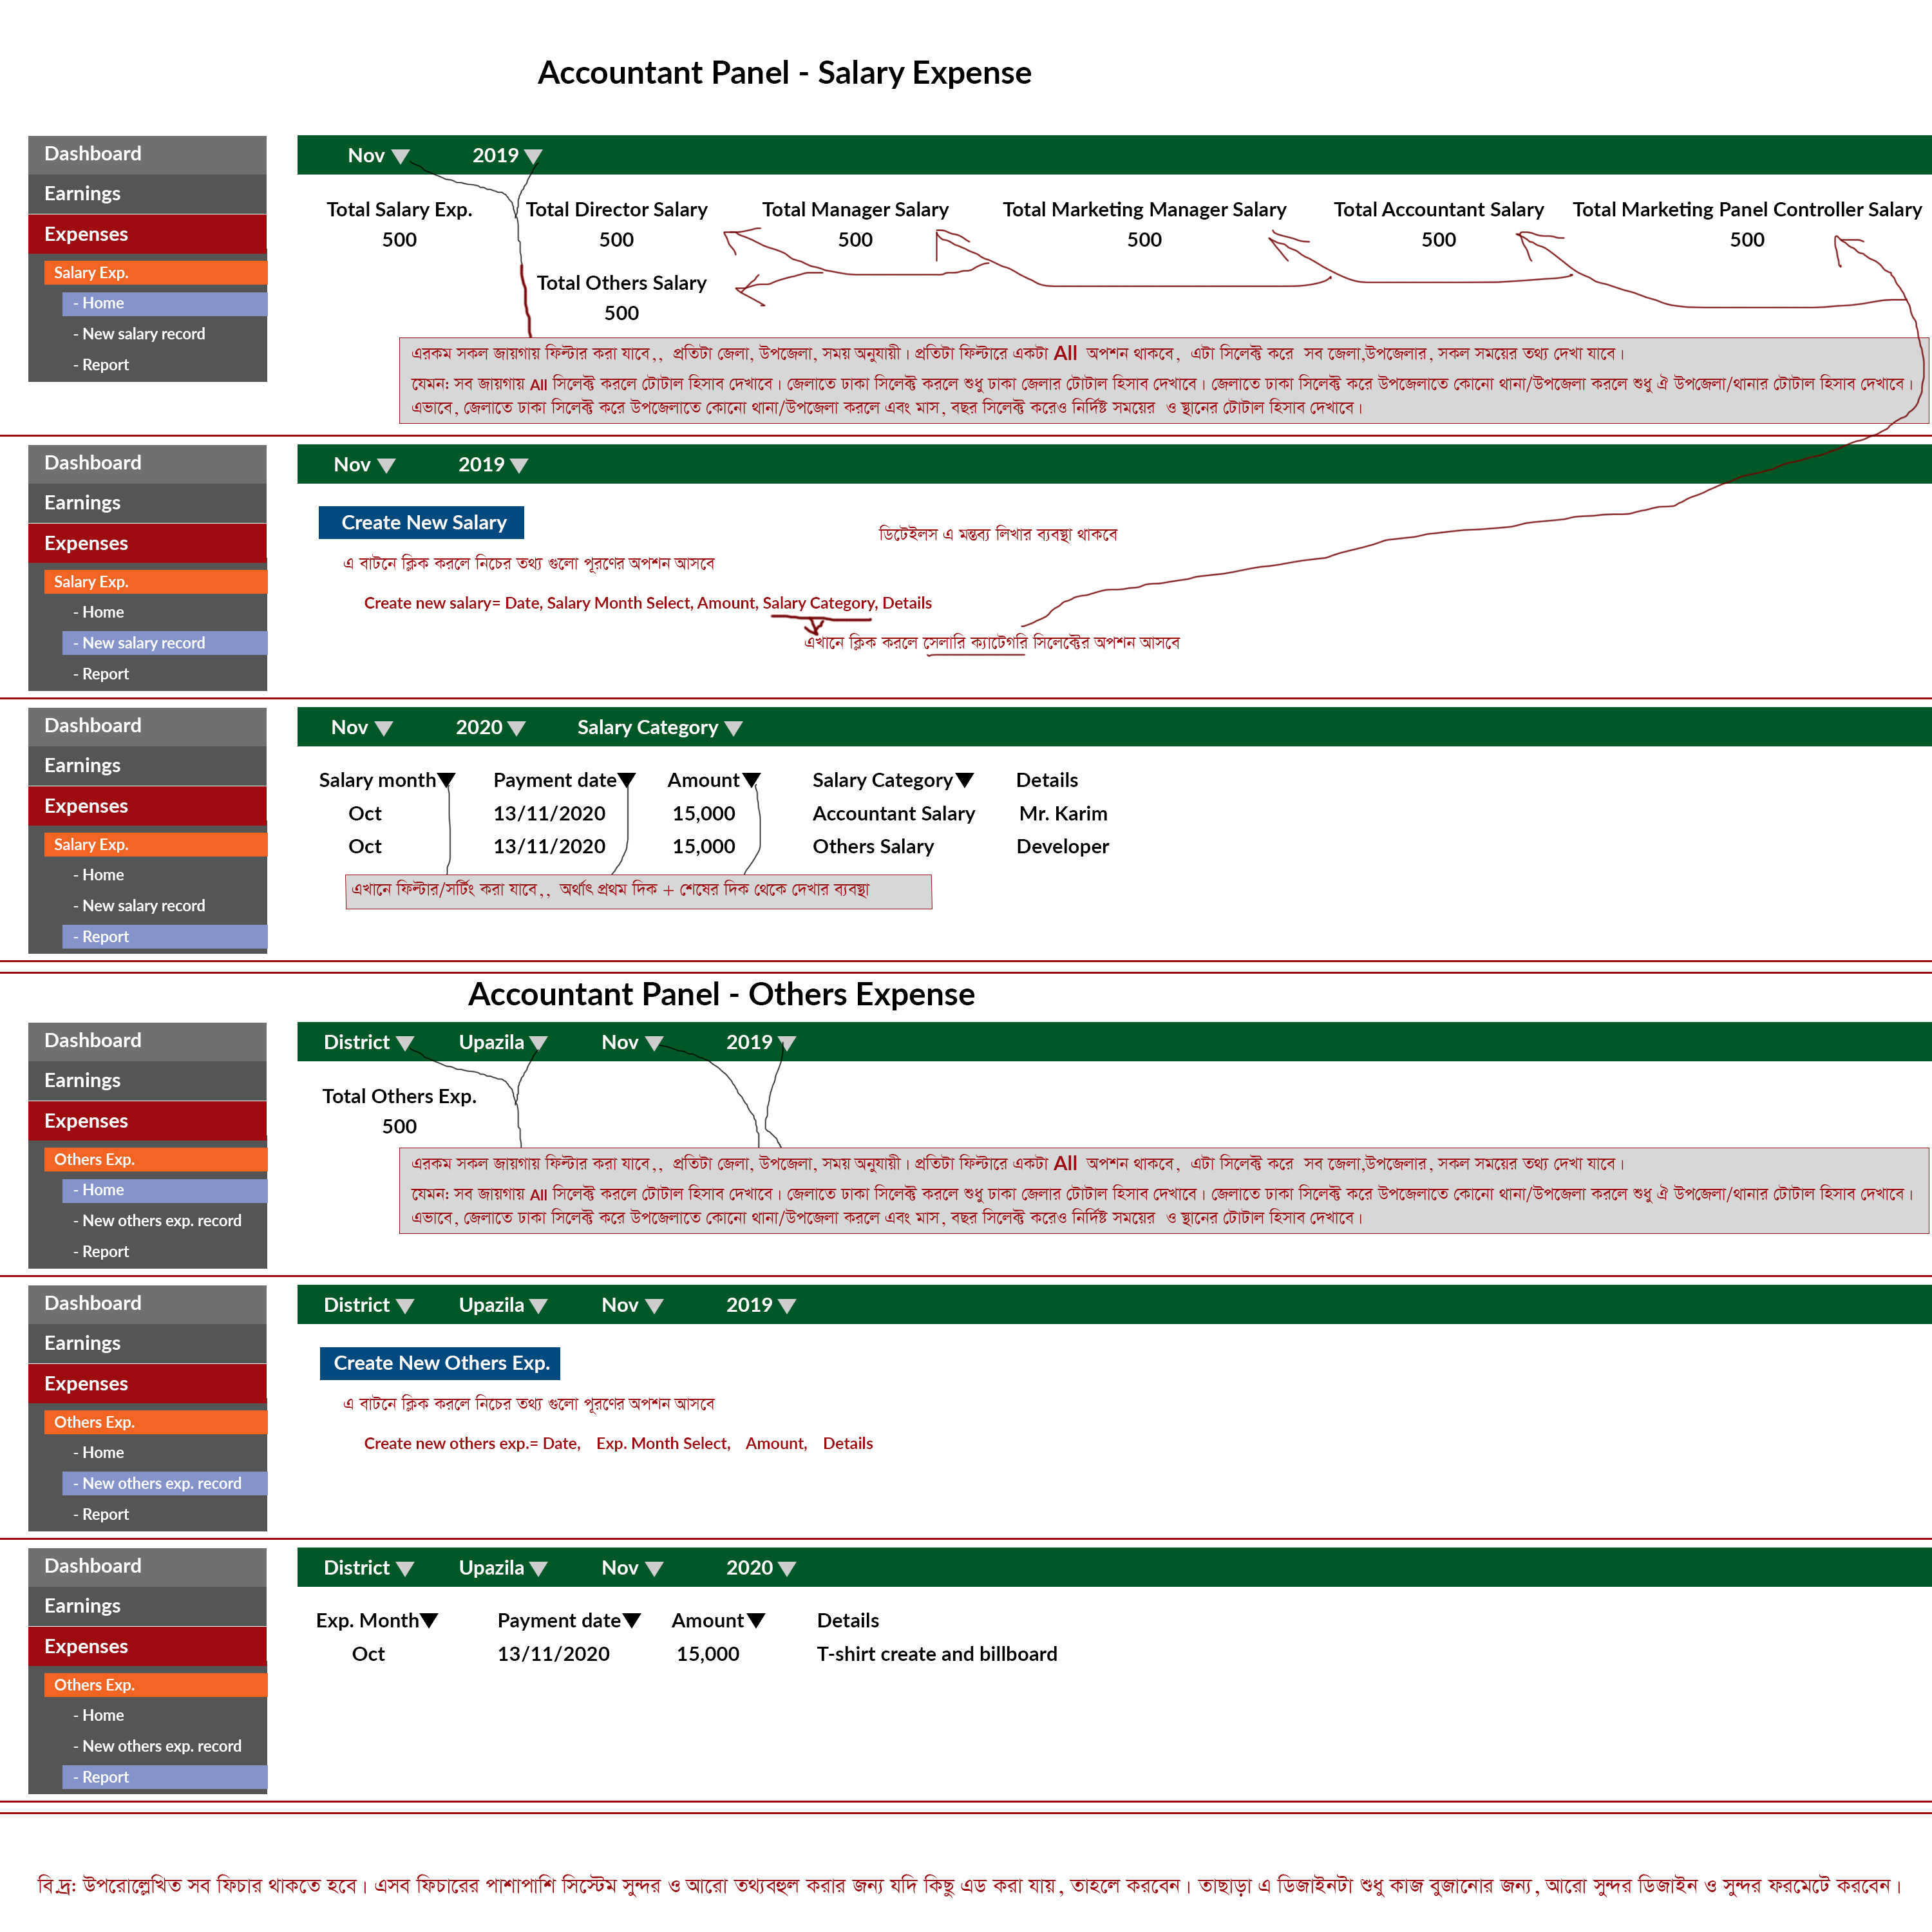 Accountant Panel - Salary Expense
Dashboard
Earnings
Expenses
Salary Exp.
- Home
- New salary record
- Report
Nov 2019
Total Salary Exp. Total Director Salary Total Manager Salary Total Marketing Manager Salary Total Accountant Salary Total Marketing Panel Controller Salary
500 500 500 500 500 500
Total Others Salary
500
এরকম সকল জায়গায় ফিল্টার করা যাবে,, প্রতিটা জেলা, উপজেলা, সময় অনুযায়ী। প্রতিটা ফিল্টারে একটা All অপশন থাকবে, এটা সিলেক্ট করে সব জেলা,উপজেলার, সকল সময়ের তথ্য দেখা যাবে।
যেমন: সব জায়গায় All সিলেক্ট করলে টোটাল হিসাব দেখাবে। জেলাতে ঢাকা সিলেক্ট করলে শুধু ঢাকা জেলার টোটাল হিসাব দেখাবে। জেলাতে ঢাকা সিলেক্ট করে উপজেলাতে কোনো থানা/উপজেলা করলে শুধু ঐ উপজেলা/থানার টোটাল হিসাব দেখাবে।
এভাবে, জেলাতে ঢাকা সিলেক্ট করে উপজেলাতে কোনো থানা/উপজেলা করলে এবং মাস, বছর সিলেক্ট করেও নির্দিষ্ট সময়ের ও স্থানের টোটাল হিসাব দেখাবে।
Dashboard
Earnings
Expenses
Salary Exp.
- Home
- New salary record
- Report
Nov 2019
Create New Salary
ডিটেইলস এ মন্তব্য লিখার ব্যবস্থা থাকবে
এ বাটনে ক্লিক করলে নিচের তথ্য গুলো পূরণের অপশন আসবে
Create new salary= Date, Salary Month Select, Amount, Salary Category, Details
এখানে ক্লিক করলে সেলারি ক্যাটেগরি সিলেক্টের অপশন আসবে
Dashboard
Earnings
Expenses
Salary Exp.
- Home
- New salary record
- Report
Nov 2020 Salary Category
Salary month Payment date Amount Salary Category Details
Oct 13/11/2020 15,000 Accountant Salary Mr. Karim
Oct 13/11/2020 15,000 Others Salary Developer
এখানে ফিল্টার/সর্টিং করা যাবে,, অর্থাৎ প্রথম দিক + শেষের দিক থেকে দেখার ব্যবস্থা
Accountant Panel - Others Expense
Dashboard
Earnings
Expenses
Others Exp.
- Home
- New others exp. record
- Report
District Upazila Nov 2019
Total Others Exp.
500
এরকম সকল জায়গায় ফিল্টার করা যাবে,, প্রতিটা জেলা, উপজেলা, সময় অনুযায়ী। প্রতিটা ফিল্টারে একটা All অপশন থাকবে, এটা সিলেক্ট করে সব জেলা,উপজেলার, সকল সময়ের তথ্য দেখা যাবে।
যেমন: সব জায়গায় All সিলেক্ট করলে টোটাল হিসাব দেখাবে। জেলাতে ঢাকা সিলেক্ট করলে শুধু ঢাকা জেলার টোটাল হিসাব দেখাবে। জেলাতে ঢাকা সিলেক্ট করে উপজেলাতে কোনো থানা/উপজেলা করলে শুধু ঐ উপজেলা/থানার টোটাল হিসাব দেখাবে।
এভাবে, জেলাতে ঢাকা সিলেক্ট করে উপজেলাতে কোনো থানা/উপজেলা করলে এবং মাস, বছর সিলেক্ট করেও নির্দিষ্ট সময়ের ও স্থানের টোটাল হিসাব দেখাবে।
Dashboard
Earnings
Expenses
Others Exp.
- Home
- New others exp. record
- Report
District Upazila Nov 2019
Create New Others Exp.
এ বাটনে ক্লিক করলে নিচের তথ্য গুলো পূরণের অপশন আসবে
Create new others exp.= Date, Exp. Month Select, Amount, Details
Dashboard
Earnings
Expenses
Others Exp.
- Home
- New others exp. record
- Report
District Upazila Nov 2020
Exp. Month Payment date Amount Details
Oct 13/11/2020 15,000 T-shirt create and billboard
বি.দ্র: উপরোল্লেখিত সব ফিচার থাকতে হবে। এসব ফিচারের পাশাপাশি সিস্টেম সুন্দর ও আরো তথ্যবহুল করার জন্য যদি কিছু এড করা যায়, তাহলে করবেন। তাছাড়া এ ডিজাইনটা শুধু কাজ বুজানোর জন্য, আরো সুন্দর ডিজাইন ও সুন্দর ফরমেটে করবেন।